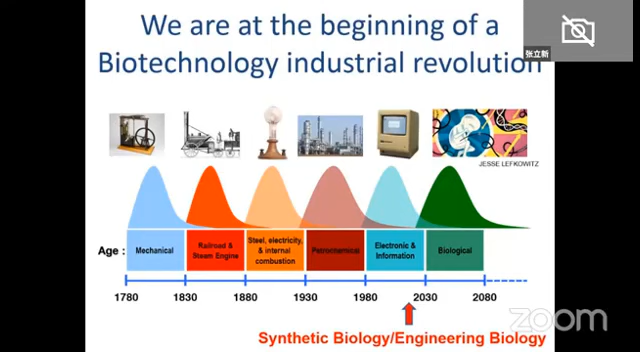 We are at the beginning of a
Biotechnology industrial revolution
张立新
JESSE LEFKOWITZ
Age :
Mechanical
Railroad &
Steam Engine
Steel, electricity,
& internal
combustion
Petrochemical
Electronic &
Information
Biological
1780 1830 1880 1930 1980 2030 2080
Synthetic Biology/Engineering Biology
zoom